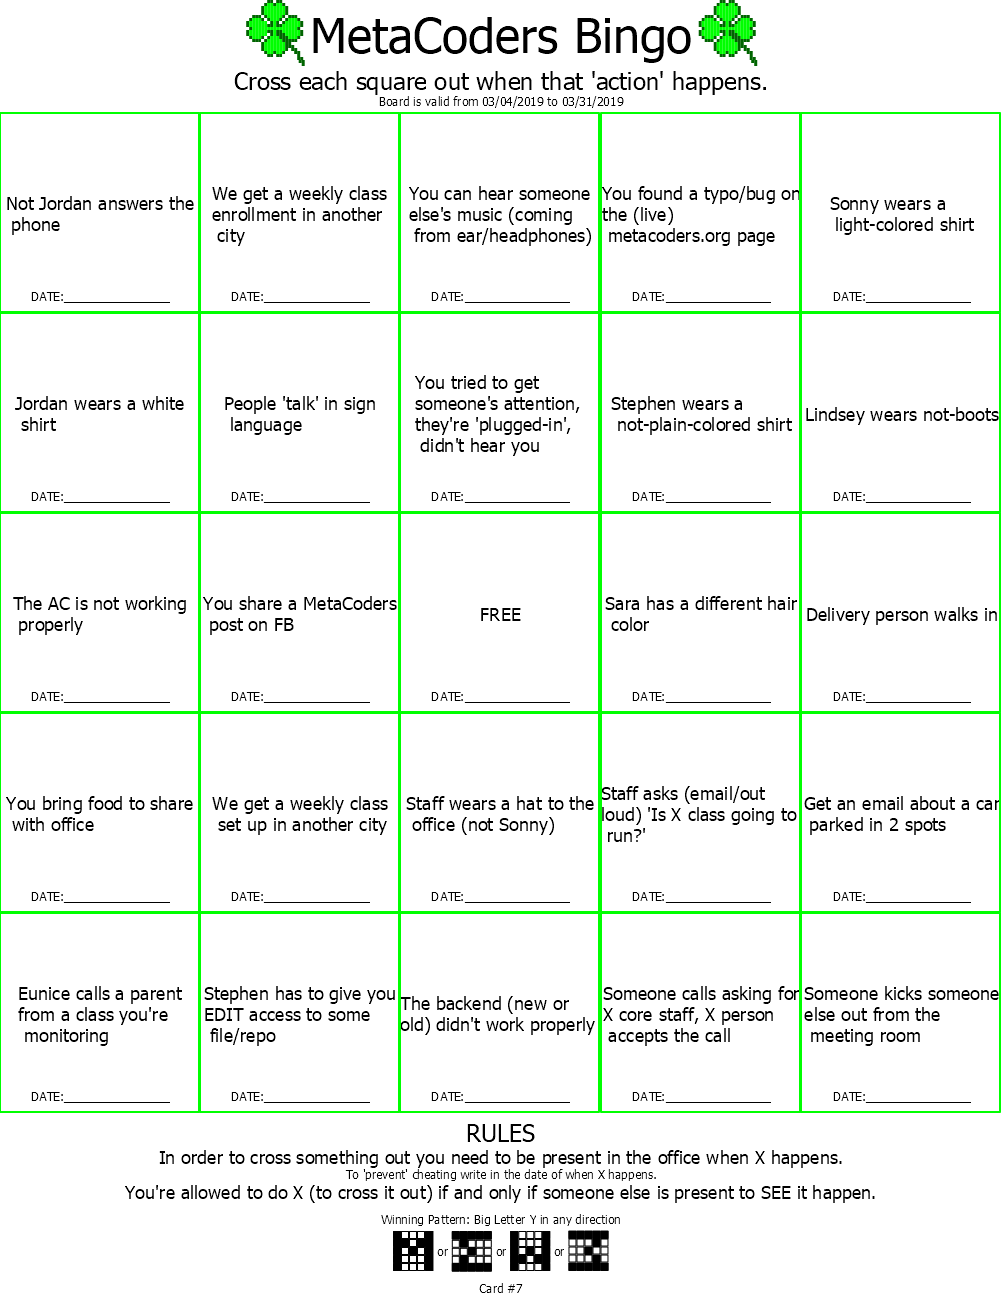 MetaCoders Bingo
Cross each square out when that 'action' happens.
Board is valid from 03/04/2019 to 03/31/2019
Not Jordan answers the
phone
DATE:________________
We get a weekly class
enrollment in another
city
DATE:________________
You can hear someone
else's music (coming
from ear/headphones)
DATE:________________
You found a typo/bug on
the (live)
metacoders.org page
DATE:________________
Sonny wears a
light-colored shirt
DATE:________________
Jordan wears a white
shirt
DATE:________________
People 'talk' in sign
language
DATE:________________
You tried to get
someone's attention,
they're 'plugged-in',
didn't hear you
DATE:________________
Stephen wears a
not-plain-colored shirt
DATE:________________
Lindsey wears not-boots
DATE:________________
The AC is not working
properly
DATE:________________
You share a MetaCoders
post on FB
DATE:________________
FREE
DATE:________________
Sara has a different hair
color
DATE:________________
Delivery person walks in
DATE:________________
You bring food to share
with office
DATE:________________
We get a weekly class
set up in another city
DATE:________________
Staff wears a hat to the
office (not Sonny)
DATE:________________
Staff asks (email/out
loud) 'Is X class going to
run?'
DATE:________________
Get an email about a car
parked in 2 spots
DATE:________________
Eunice calls a parent
from a class you're
monitoring
DATE:________________
Stephen has to give you
EDIT access to some
file/repo
DATE:________________
The backend (new or
old) didn't work properly
DATE:________________
Someone calls asking for
X core staff, X person
accepts the call
DATE:________________
Someone kicks someone
else out from the
meeting room
DATE:________________
RULES
In order to cross something out you need to be present in the office when X happens.
To 'prevent' cheating write in the date of when X happens.
You're allowed to do X (to cross it out) if and only if someone else is present to SEE it happen.
Winning Pattern: Big Letter Y in any direction
or or or
Card #7